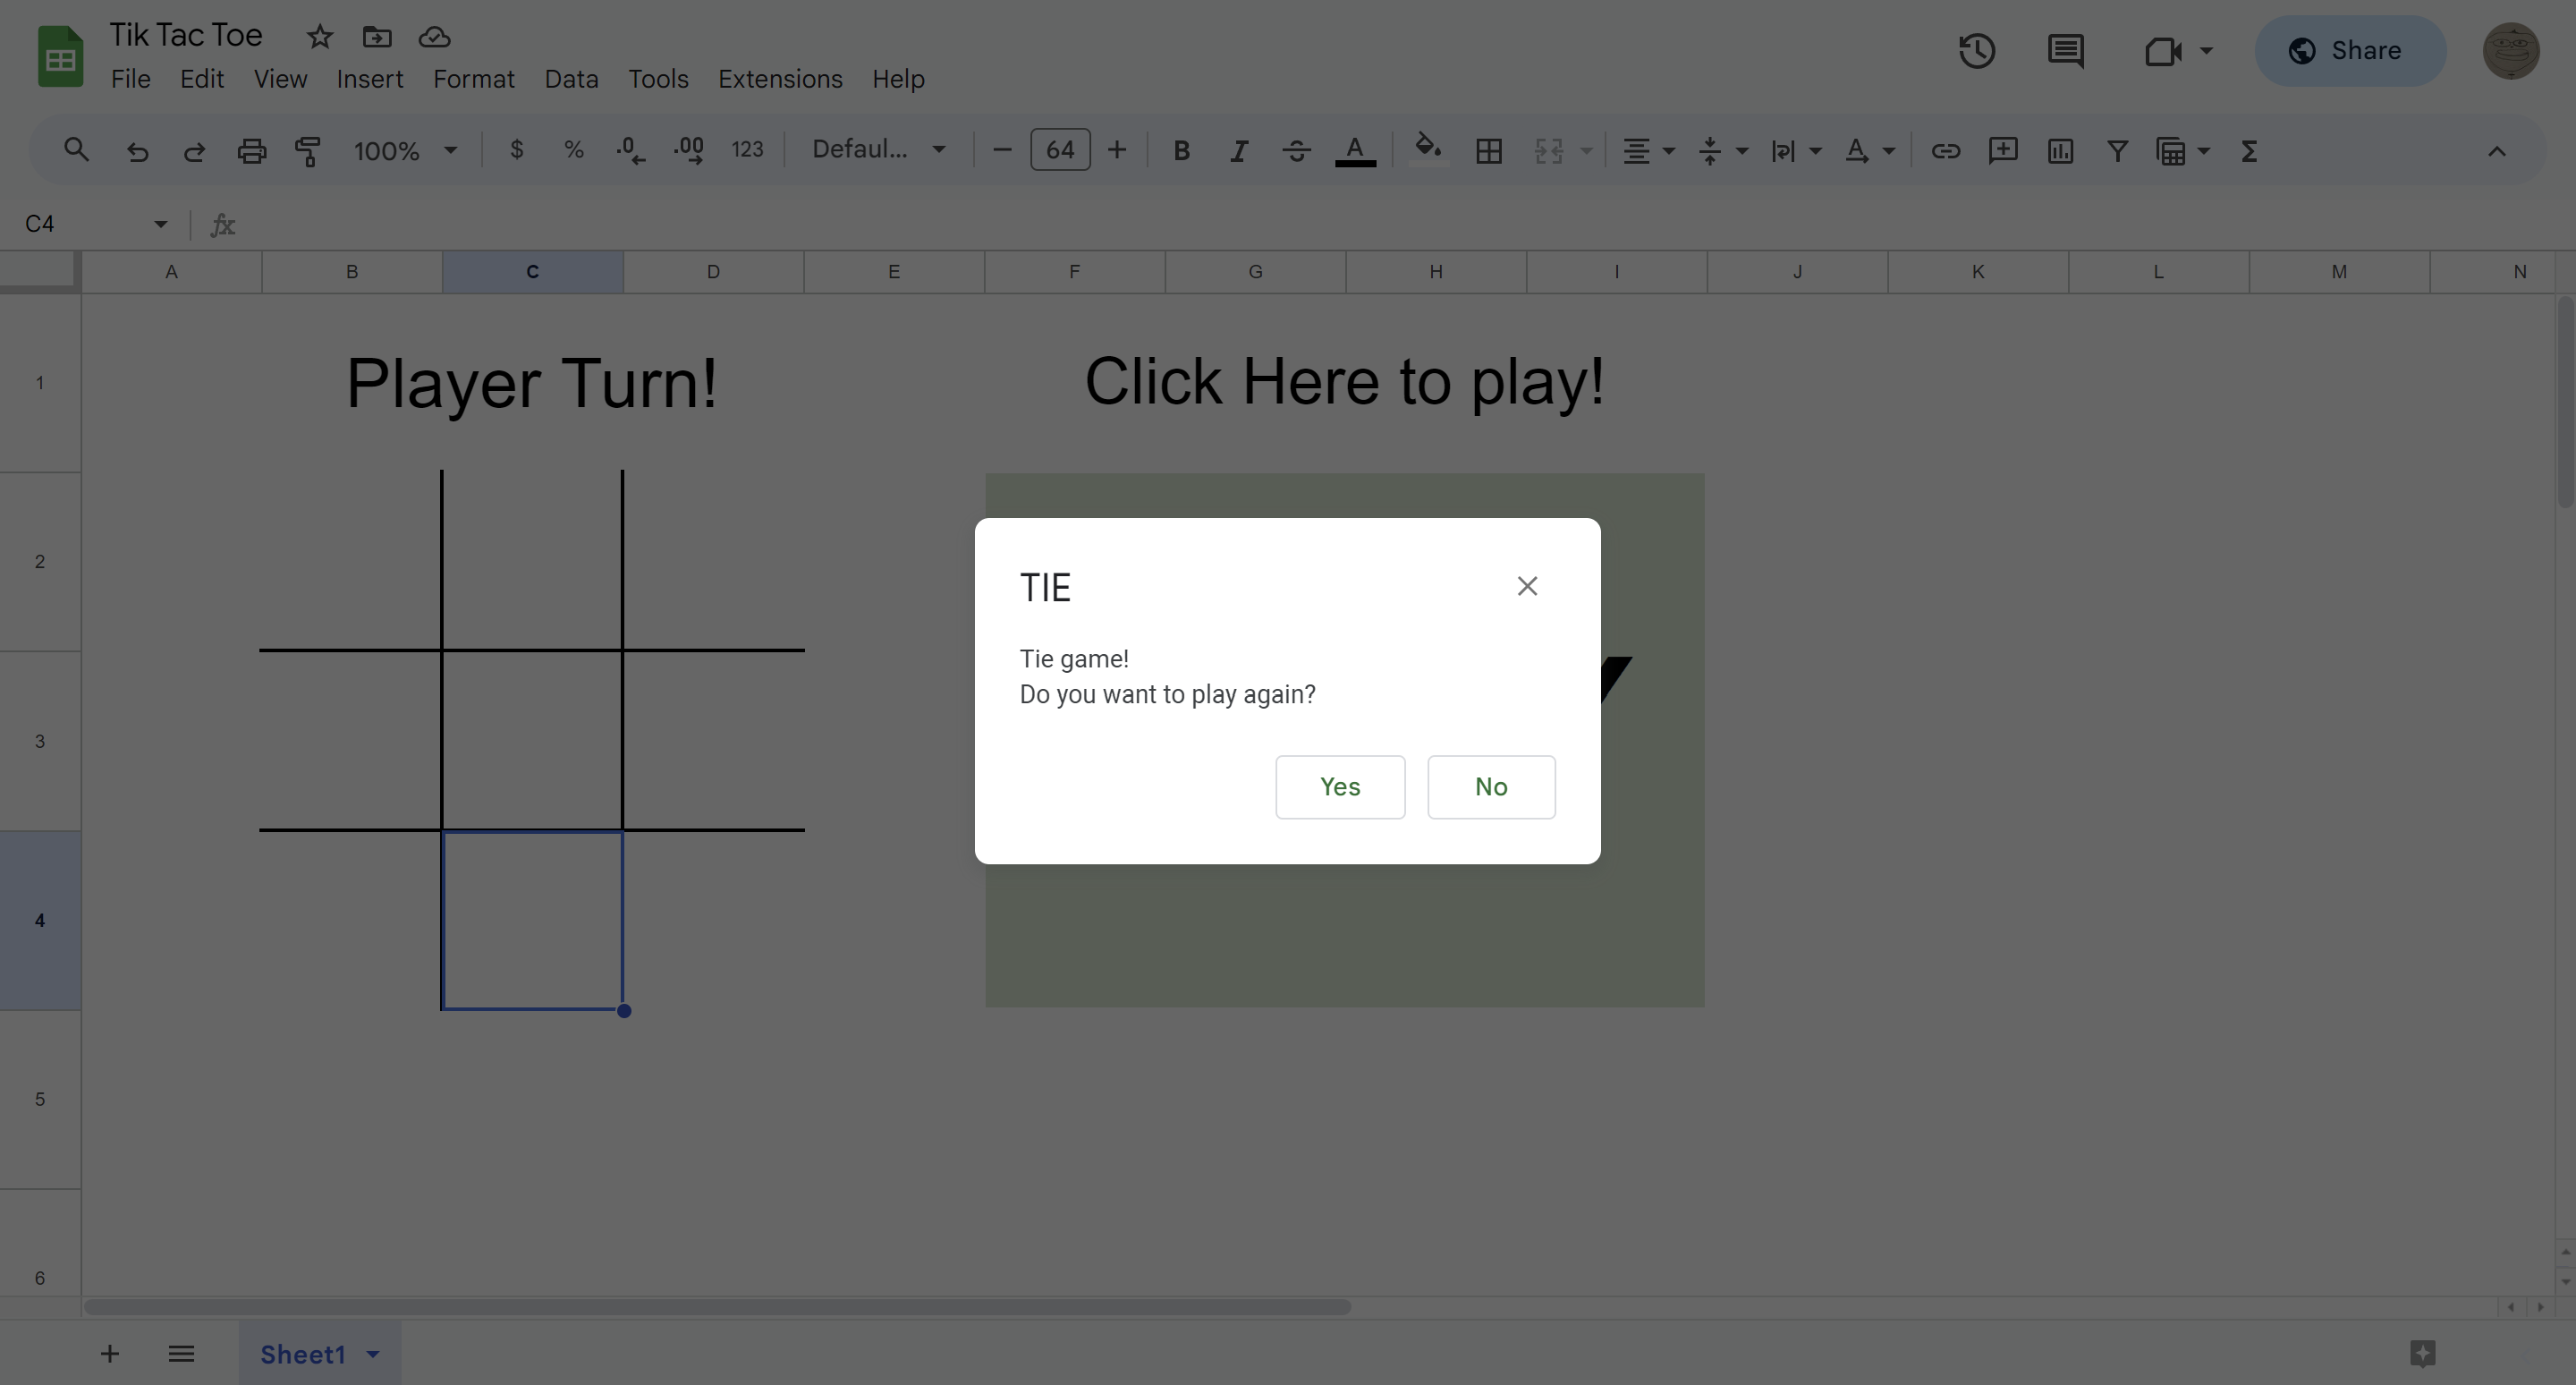 Tik Tac Toe
File Edit View Insert Format Data Tools Extensions Help
Share
100% $ % .0 .00 123 Defaul... 64 B I A A Σ
C4 fx
A B C D E F G H I J K L M N
1 Player Turn! Click Here to play!
2
TIE
Tie game!
3
Do you want to play again?
Yes No
4
5
6
Sheet1